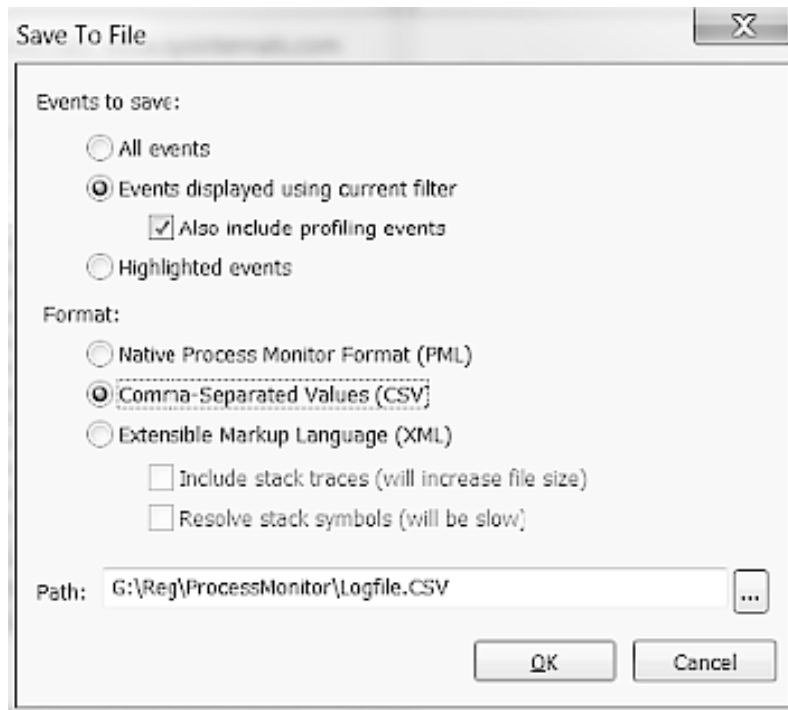 Save To File
Events to save:
All events
Events displayed using current filter
Also include profiling events
Highlighted events
Format:
Native Process Monitor Format (PML)
Comma-Separated Values (CSV)
Extensible Markup Language (XML)
Include stack traces (will increase file size)
Resolve stack symbols (will be slow)
Path: G:\Reg\ProcessMonitor\Logfile.CSV ...
OK Cancel